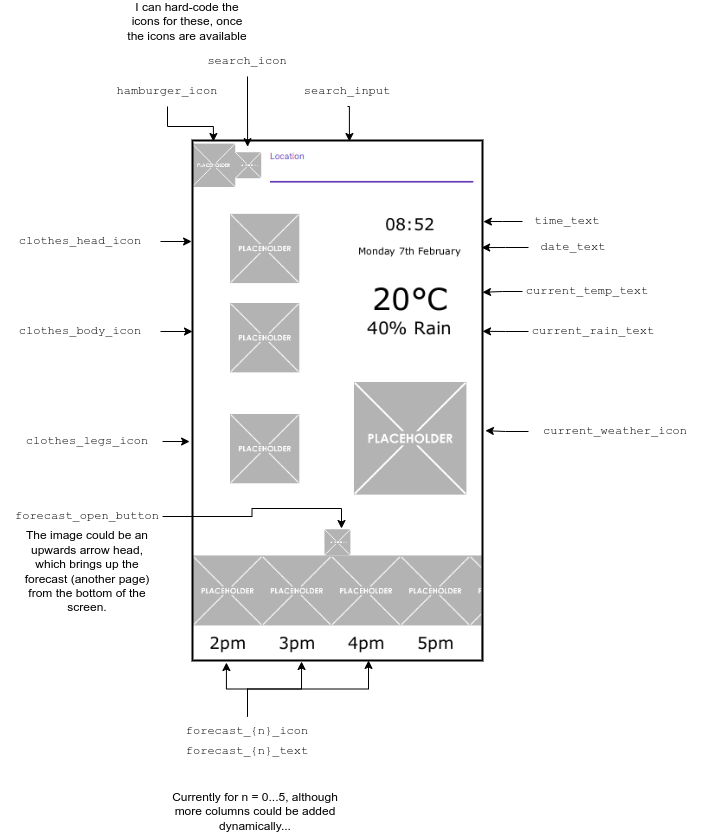 I can hard-code the
icons for these, once
the icons are available
search_icon
hamburger_icon
search_input
PLACEHOLDER
Location
08:52
time_text
Monday 7th February
date_text
clothes_head_icon
PLACEHOLDER
20°C
current_temp_text
40% Rain
current_rain_text
clothes_body_icon
PLACEHOLDER
clothes_legs_icon
PLACEHOLDER
PLACEHOLDER
current_weather_icon
forecast_open_button
The image could be an
upwards arrow head,
which brings up the
forecast (another page)
from the bottom of the
screen.
PLACEHOLDER PLACEHOLDER PLACEHOLDER PLACEHOLDER P
2pm 3pm 4pm 5pm
forecast_{n}_icon
forecast_{n}_text
Currently for n = 0...5, although
more columns could be added
dynamically...